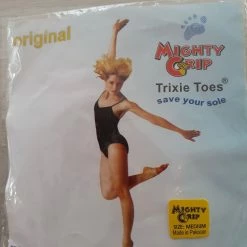 original
MIGHTY
GRIP
Trixie Toes®
save your sole
MIGHTY
GRIP
SIZE: MEDIUM
Made in Pakistan